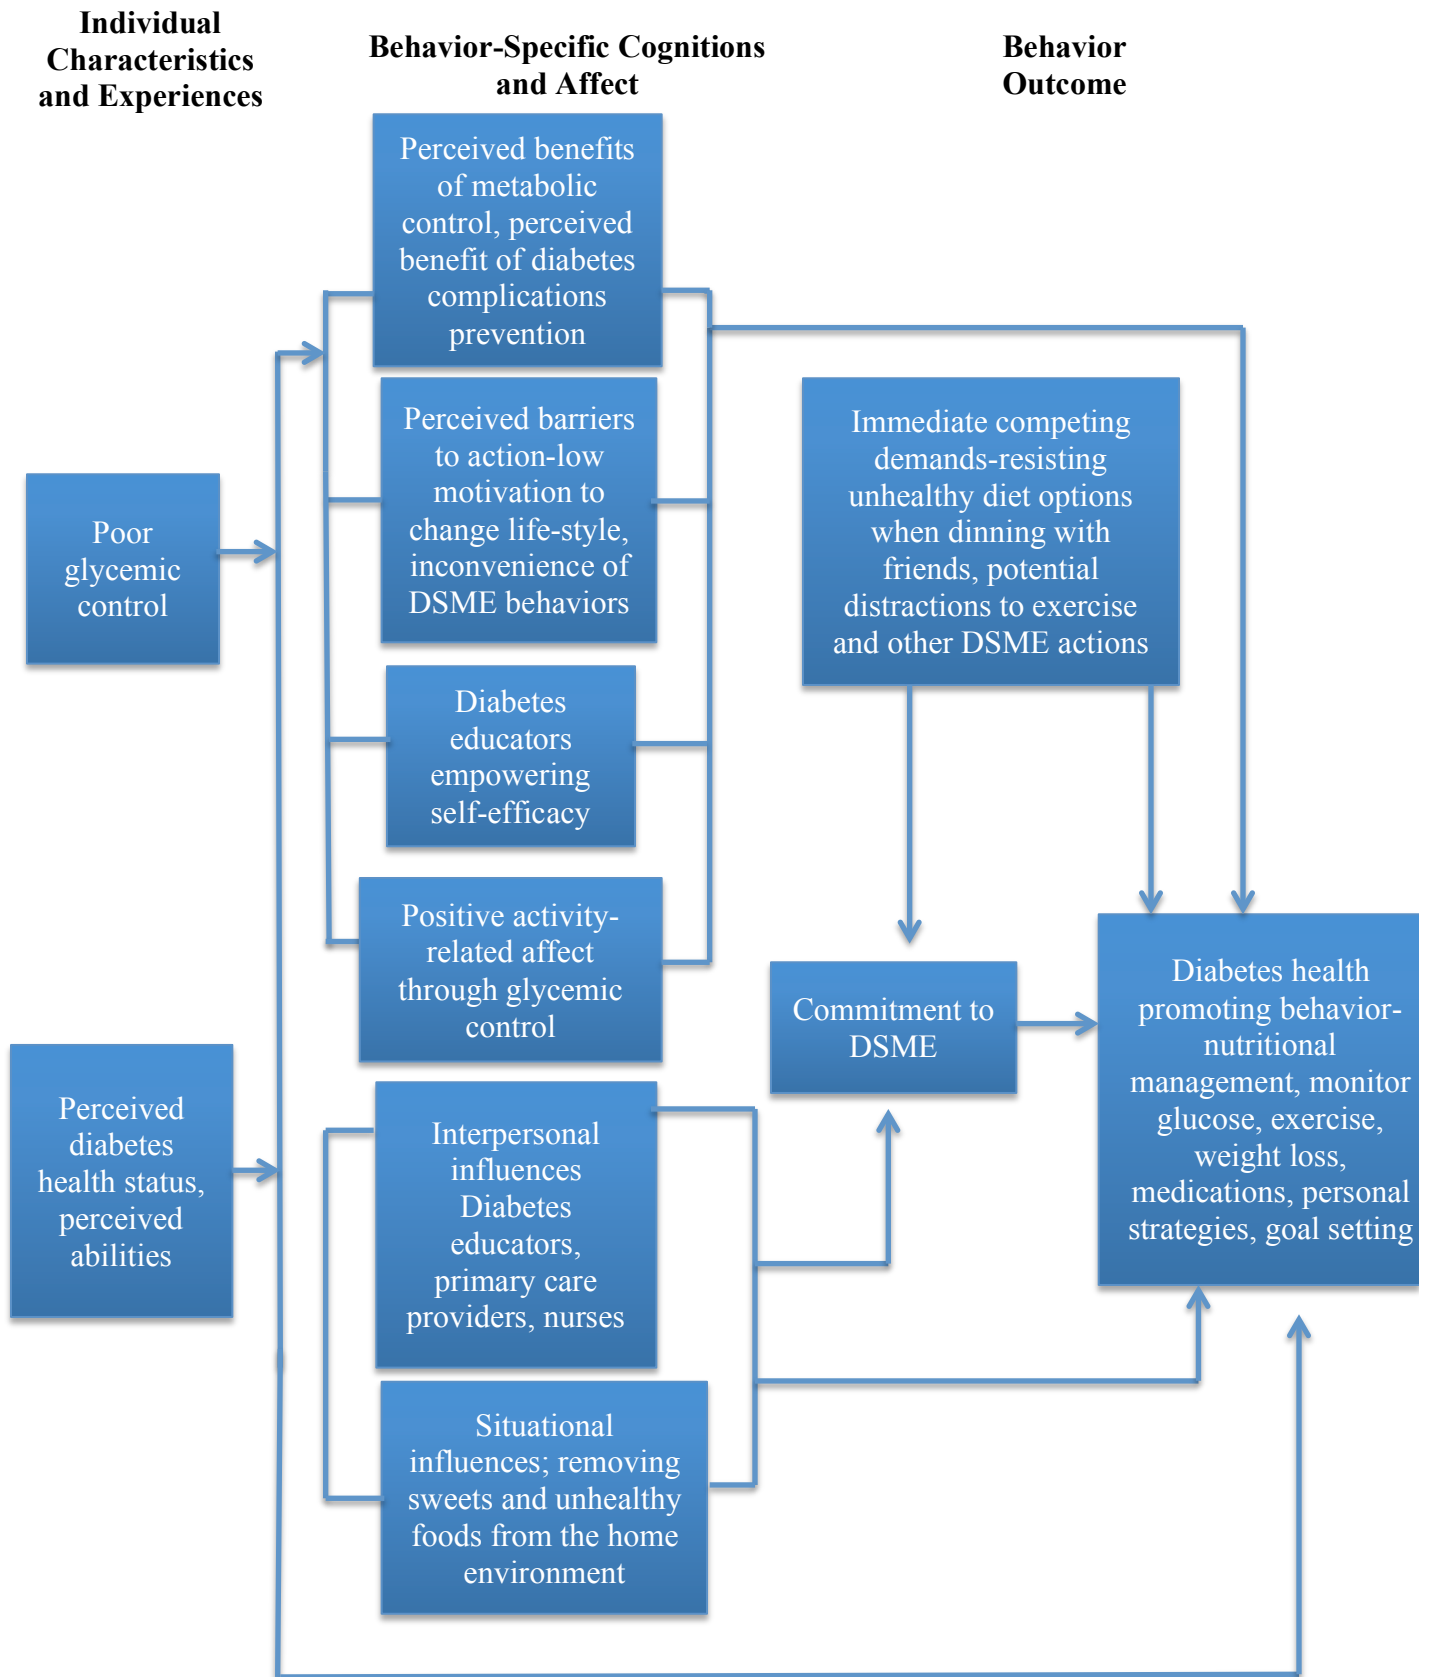 Individual
Characteristics
and Experiences
Behavior-Specific Cognitions
and Affect
Behavior
Outcome
Perceived benefits
of metabolic
control, perceived
benefit of diabetes
complications
prevention
Perceived barriers
to action-low
motivation to
change life-style,
inconvenience of
DSME behaviors
Immediate competing
demands-resisting
unhealthy diet options
when dinning with
friends, potential
distractions to exercise
and other DSME actions
Poor
glycemic
control
Diabetes
educators
empowering
self-efficacy
Positive activity-
related affect
through glycemic
control
Commitment to
DSME
Diabetes health
promoting behavior-
nutritional
management, monitor
glucose, exercise,
weight loss,
medications, personal
strategies, goal setting
Perceived
diabetes
health status,
perceived
abilities
Interpersonal
influences
Diabetes
educators,
primary care
providers, nurses
Situational
influences; removing
sweets and unhealthy
foods from the home
environment